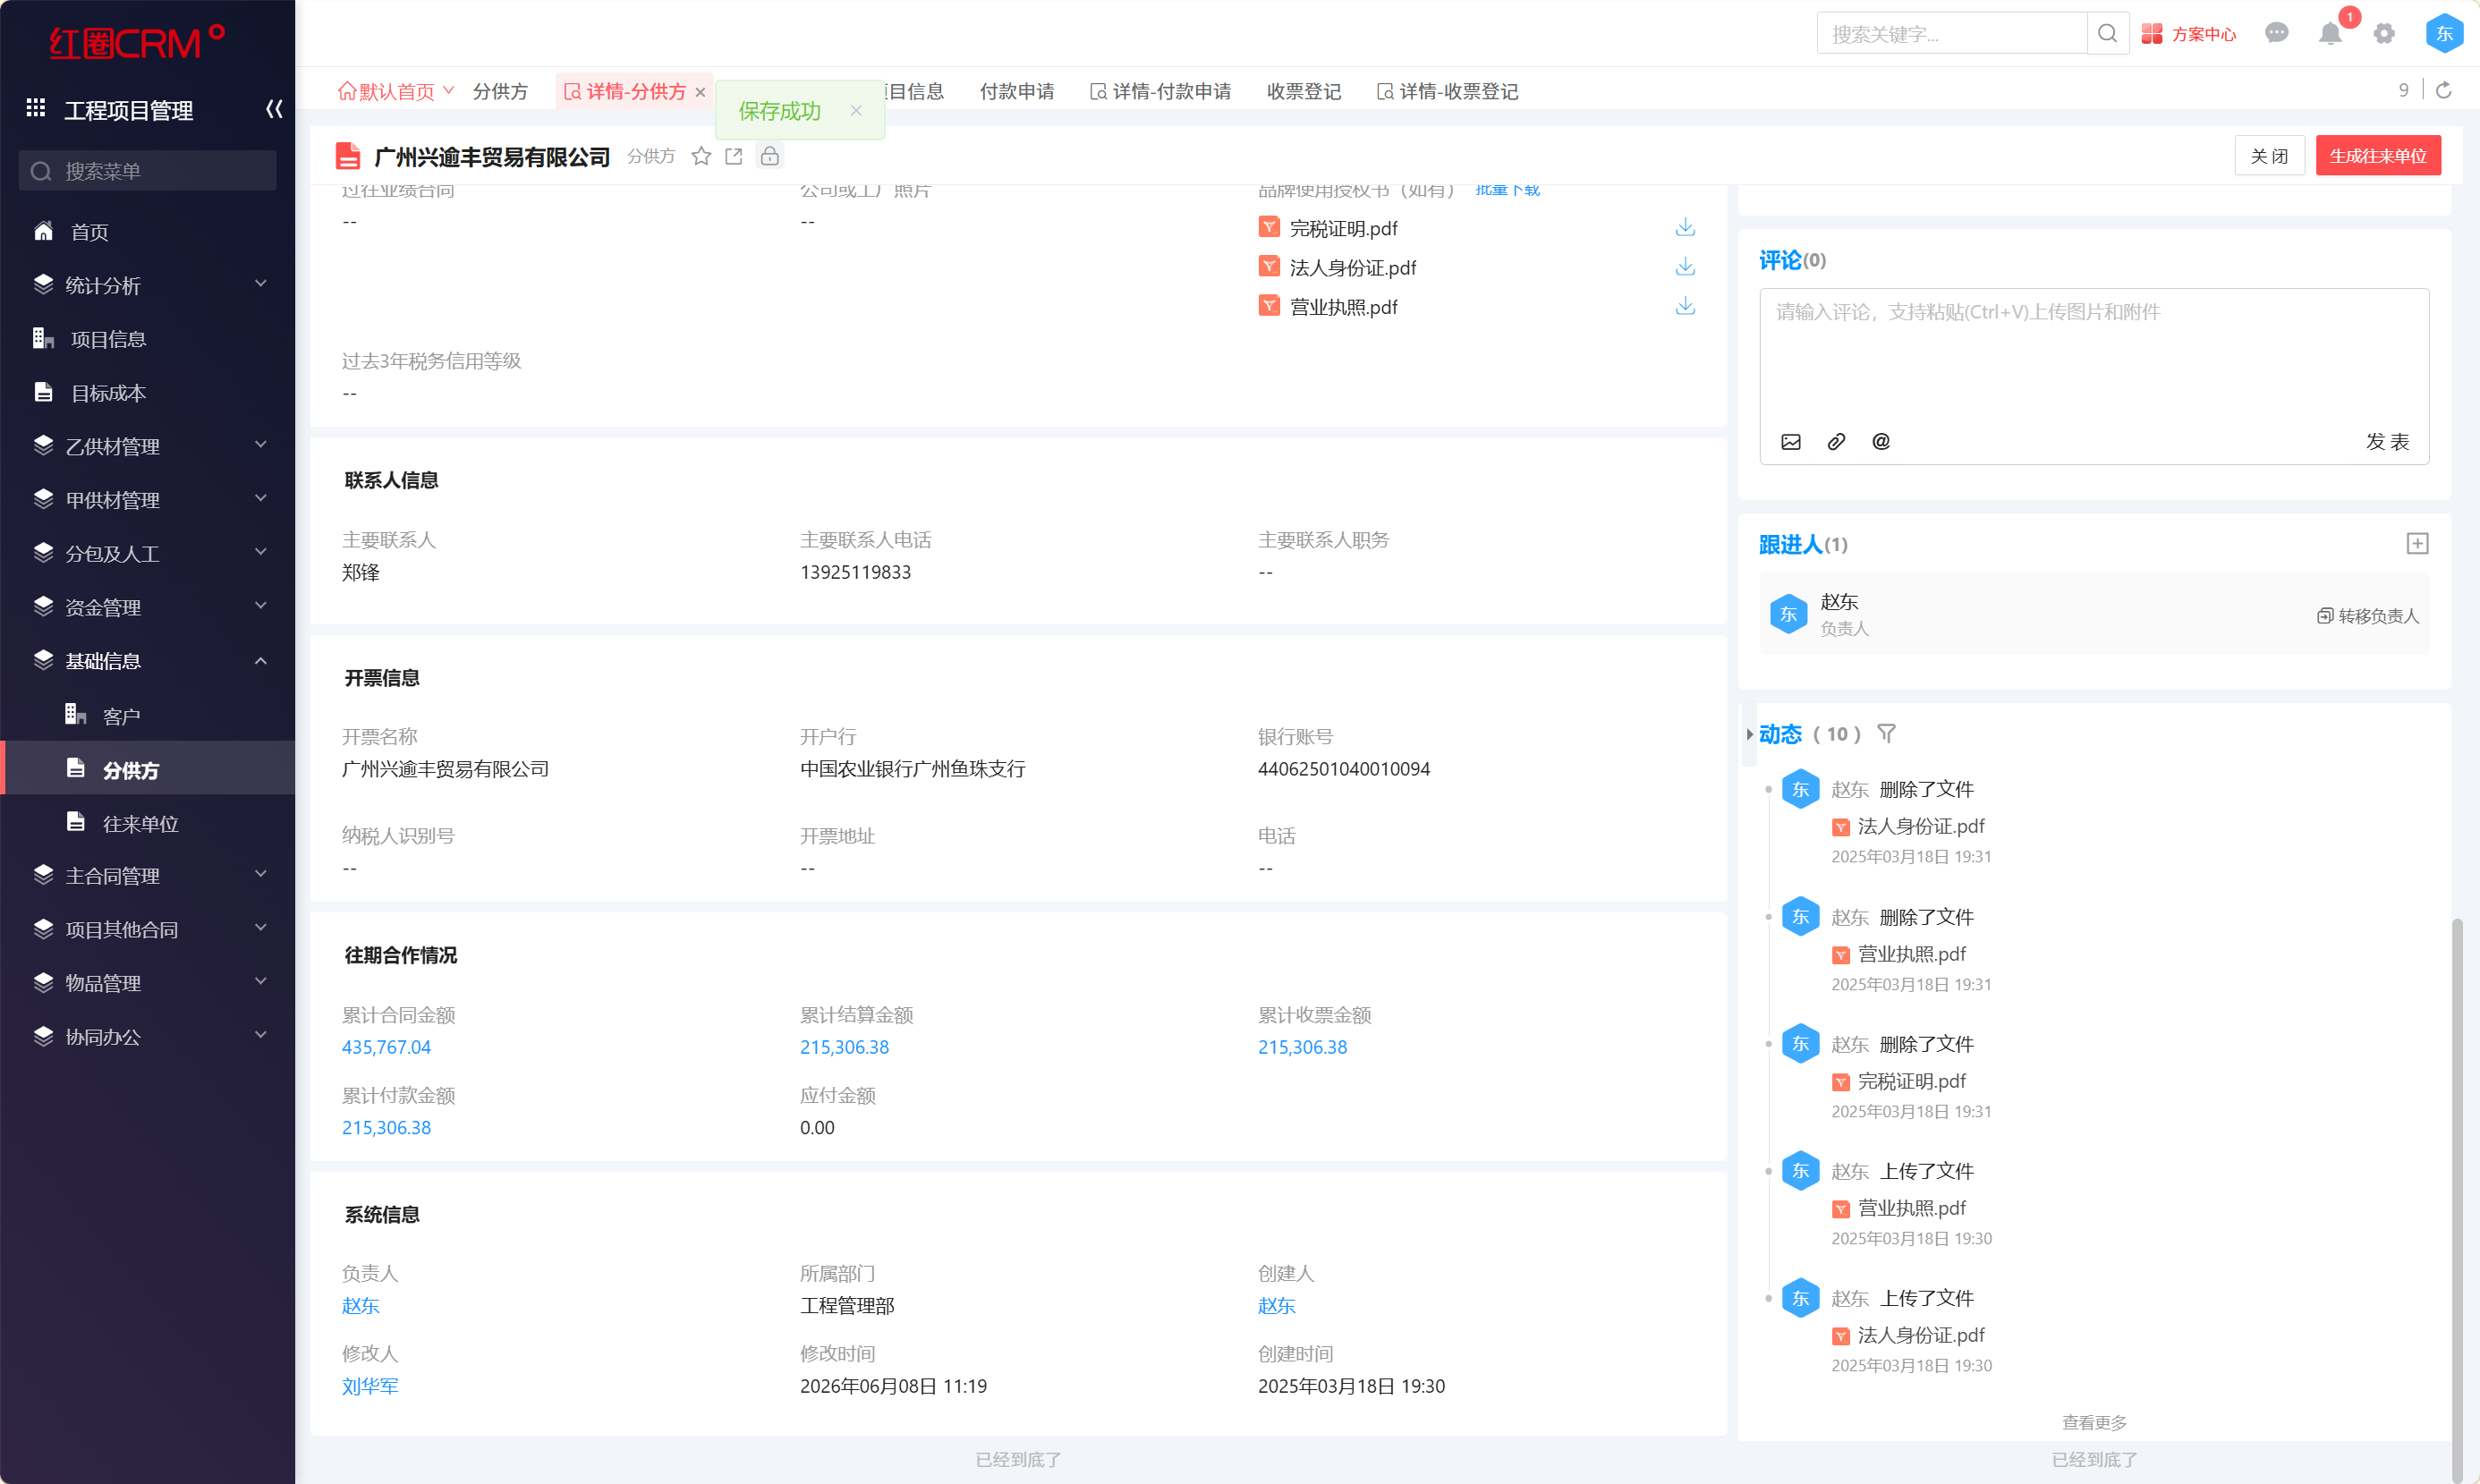 红圈CRM
搜索关键字...
方案中心
1
东
工程项目管理
默认首页
分供方
详情-分供方
保存成功
项目信息
付款申请
详情-付款申请
收票登记
详情-收票登记
9
搜索菜单
首页
统计分析
项目信息
目标成本
乙供材管理
甲供材管理
分包及人工
资金管理
基础信息
客户
分供方
往来单位
主合同管理
项目其他合同
物品管理
协同办公
广州兴逾丰贸易有限公司 分供方
关 闭
生成往来单位
过往业绩合同
--
公司或工厂照片
--
品牌使用授权书（如有） 批量下载
完税证明.pdf
法人身份证.pdf
营业执照.pdf
过去3年税务信用等级
--
联系人信息
主要联系人 主要联系人电话 主要联系人职务
郑锋 13925119833 --
开票信息
开票名称 开户行 银行账号
广州兴逾丰贸易有限公司 中国农业银行广州鱼珠支行 44062501040010094
纳税人识别号 开票地址 电话
-- -- --
往期合作情况
累计合同金额 累计结算金额 累计收票金额
435,767.04 215,306.38 215,306.38
累计付款金额 应付金额
215,306.38 0.00
系统信息
负责人 所属部门 创建人
赵东 工程管理部 赵东
修改人 修改时间 创建时间
刘华军 2026年06月08日 11:19 2025年03月18日 19:30
已经到底了
评论(0)
请输入评论，支持粘贴(Ctrl+V)上传图片和附件
发 表
跟进人(1)
东
赵东
负责人
转移负责人
动态（ 10 ）
东 赵东 删除了文件
法人身份证.pdf
2025年03月18日 19:31
东 赵东 删除了文件
营业执照.pdf
2025年03月18日 19:31
东 赵东 删除了文件
完税证明.pdf
2025年03月18日 19:31
东 赵东 上传了文件
营业执照.pdf
2025年03月18日 19:30
东 赵东 上传了文件
法人身份证.pdf
2025年03月18日 19:30
查看更多
已经到底了